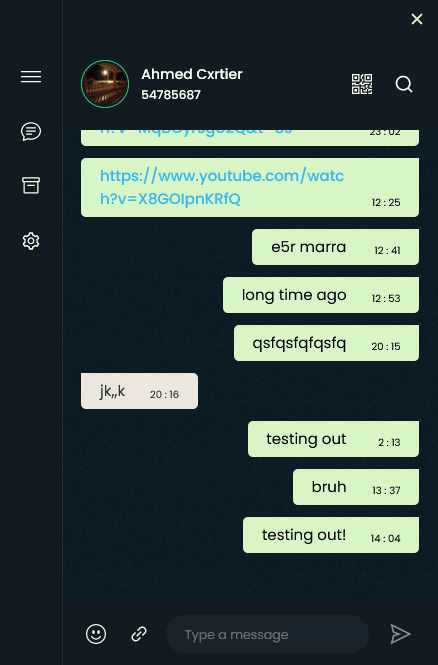 Ahmed Cxrtier
54785687
23 : 02
https://www.youtube.com/watc
h?v=X8GOIpnKRfQ
12 : 25
e5r marra 12 : 41
long time ago 12 : 53
qsfqsfqfqsfq 20 : 15
jk,,k 20 : 16
testing out 2 : 13
bruh 13 : 37
testing out! 14 : 04
Type a message